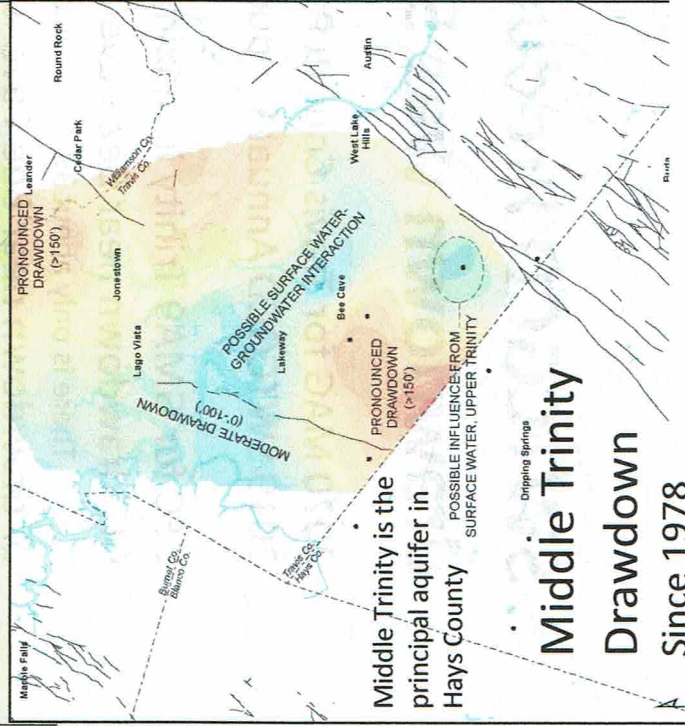 Round Rock
Leander
Cedar Park
Williamson Co.
Travis Co.
PRONOUNCED
DRAWDOWN
(>150')
Jonestown
Lago Vista
Austin
West Lake
Hills
POSSIBLE SURFACE WATER-
GROUNDWATER INTERACTION
Bee Cave
Lakeway
MODERATE DRAWDOWN
(0'-100')
PRONOUNCED
DRAWDOWN
(>150')
POSSIBLE INFLUENCE FROM
SURFACE WATER, UPPER TRINITY
Dripping Springs
Marble Falls
Burnet Co.
Blanco Co.
Travis Co.
Hays Co.
Middle Trinity is the
principal aquifer in
Hays County
Middle Trinity
Drawdown
Since 1978